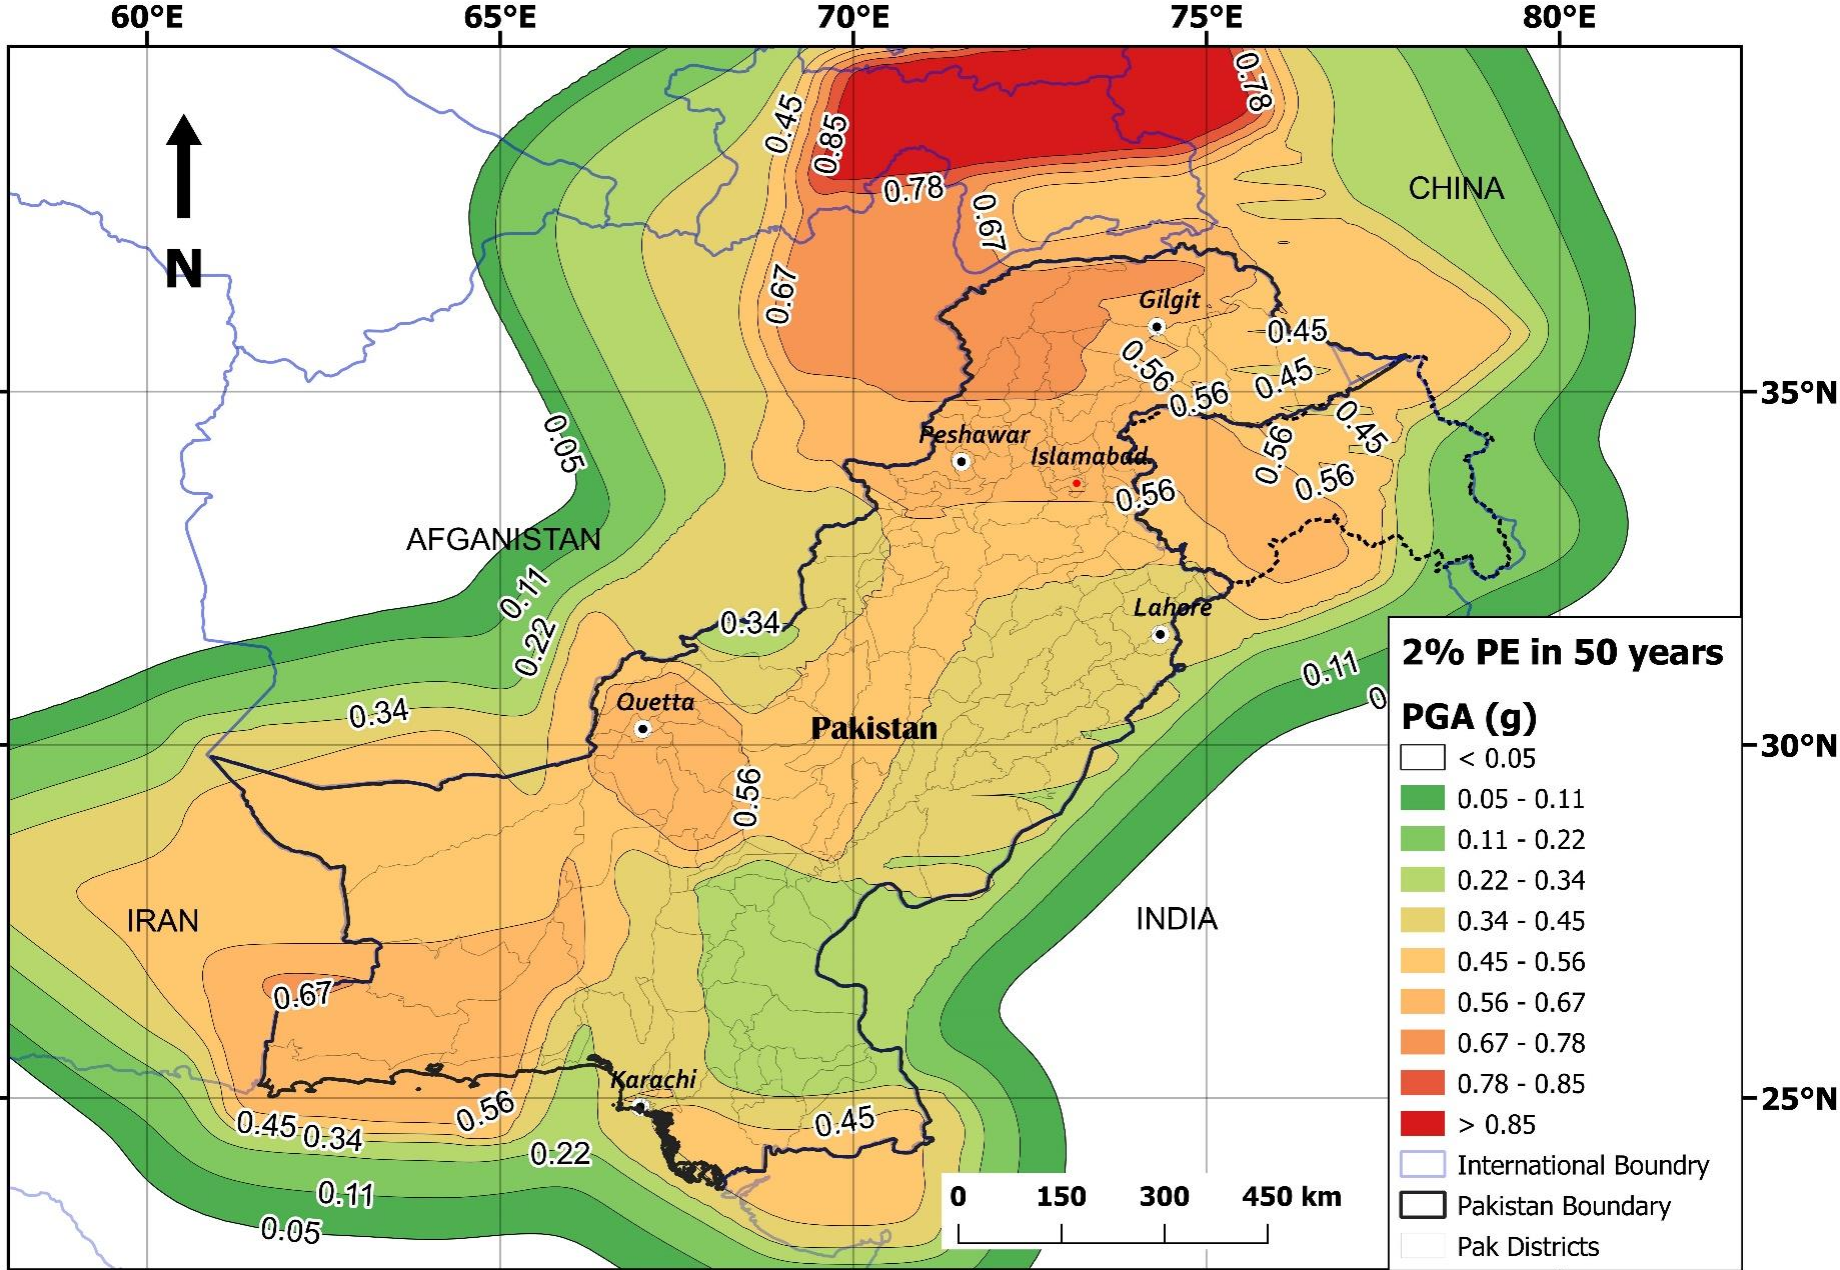 60°E 65°E 70°E 75°E 80°E
0.78
0.45
0.85
0.78
CHINA
0.67
N
0.67
Gilgit
0.45
0.56
0.45
0.56
35°N
0.45
0.05
Peshawar
Islamabad
0.56
0.56
0.56
AFGANISTAN
0.11
0.34
Lahore
0.22
0.11
0
0.34
Quetta
Pakistan
30°N
0.56
IRAN
INDIA
0.67
Karachi
25°N
0.45
0.34
0.56
0.45
0.22
0.11
0.05
0 150 300 450 km
2% PE in 50 years
PGA (g)
< 0.05
0.05 - 0.11
0.11 - 0.22
0.22 - 0.34
0.34 - 0.45
0.45 - 0.56
0.56 - 0.67
0.67 - 0.78
0.78 - 0.85
> 0.85
International Boundry
Pakistan Boundary
Pak Districts